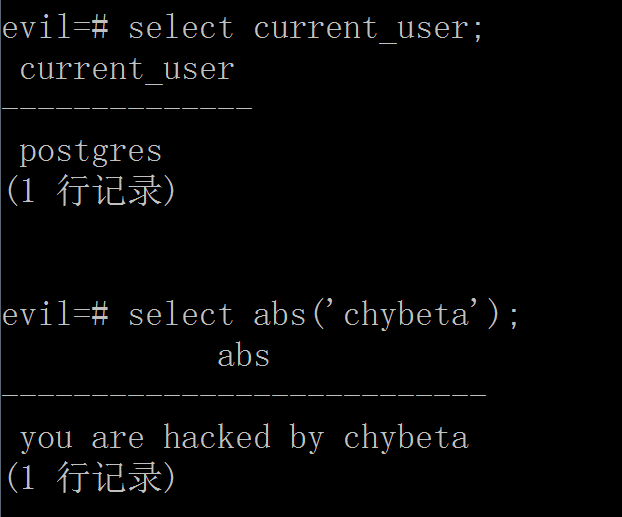 evil=# select current_user;
current_user
--------------
postgres
(1 行记录)
evil=# select abs('chybeta');
abs
---------------------------
you are hacked by chybeta
(1 行记录)